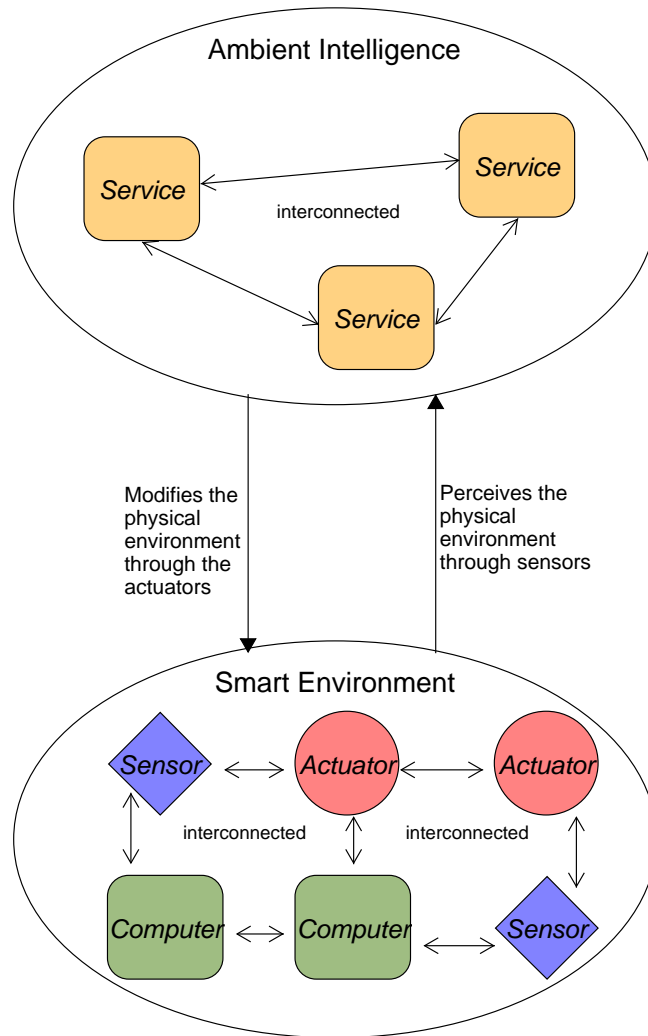 Ambient Intelligence
Service
Service
interconnected
Service
Modifies the
physical
environment
through the
actuators
Perceives the
physical
environment
through sensors
Smart Environment
Sensor
Actuator
Actuator
interconnected
interconnected
Computer
Computer
Sensor